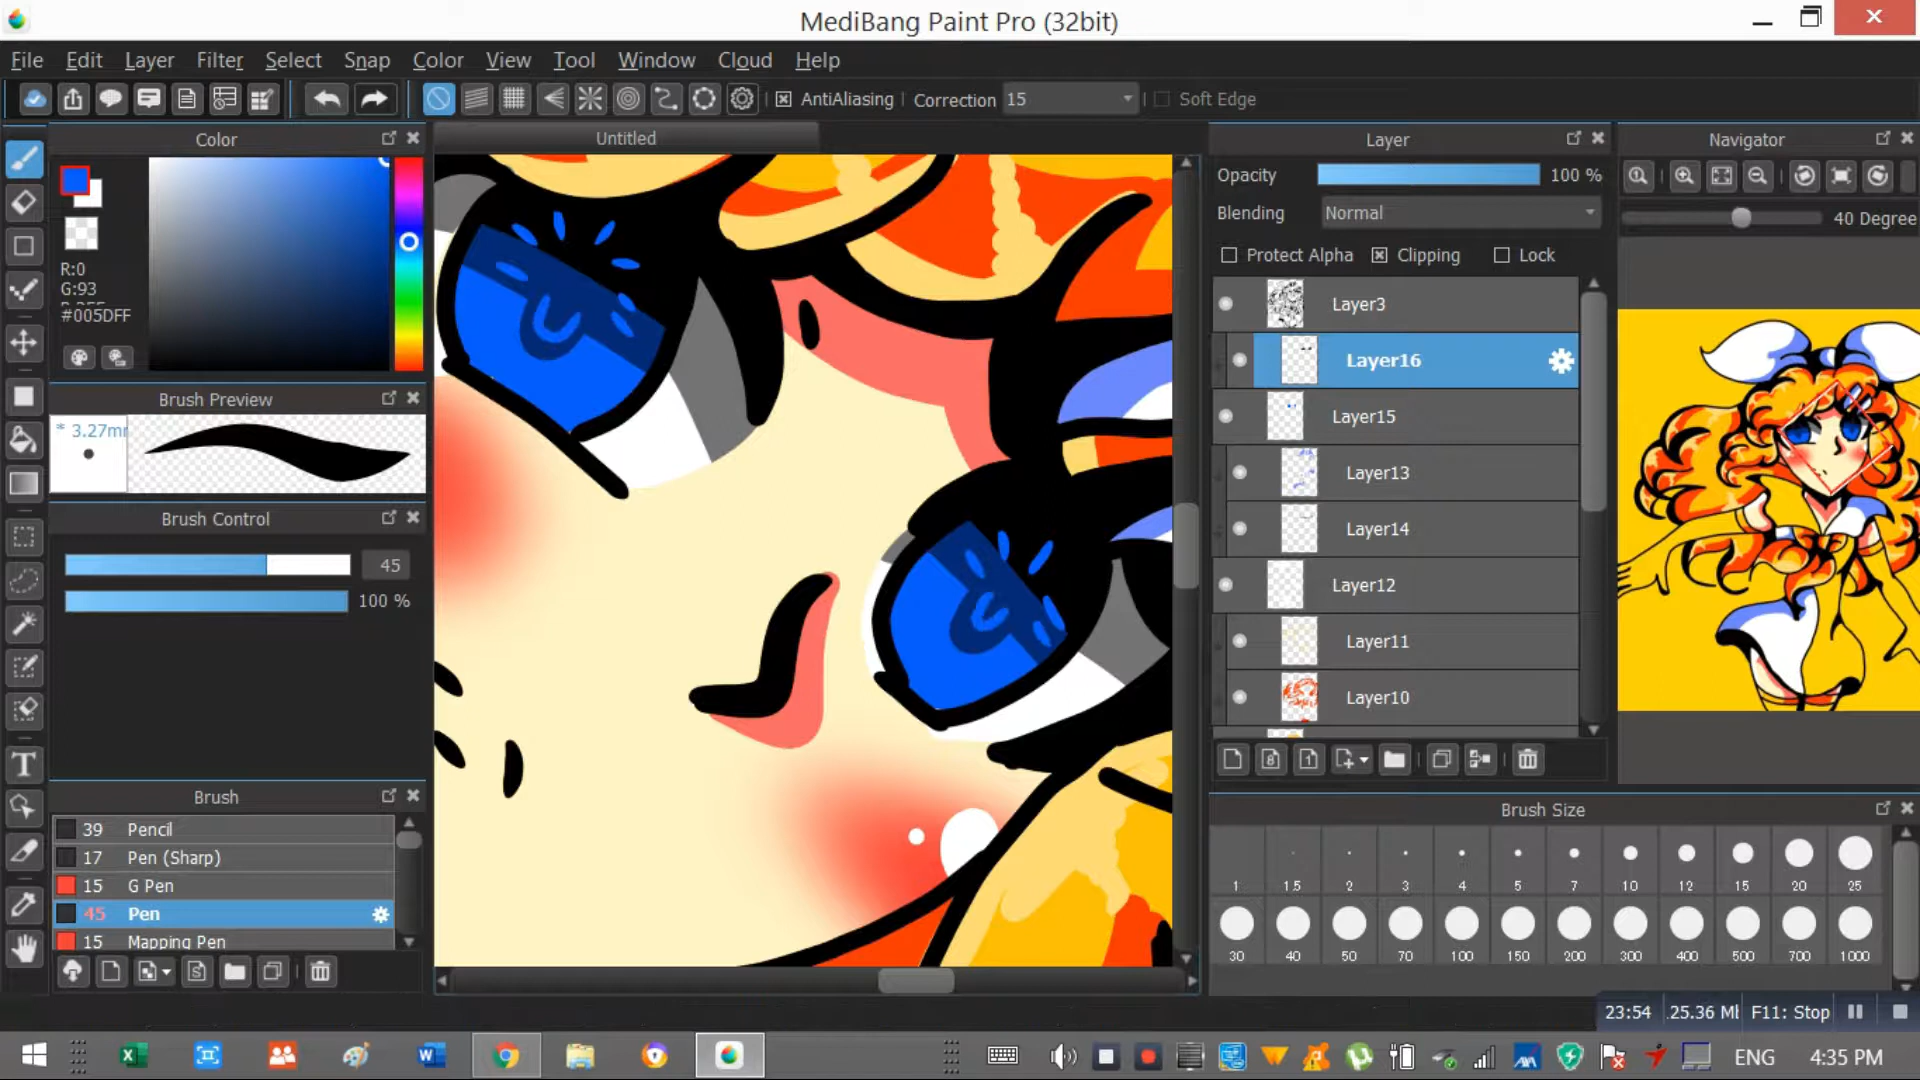 MediBang Paint Pro (32bit)
File Edit Layer Filter Select Snap Color View Tool Window Cloud Help
AntiAliasing Correction 15 Soft Edge
Color
R:0
G:93
#005DFF
Brush Preview
* 3.27m
Brush Control
45
100 %
Brush
39 Pencil
17 Pen (Sharp)
15 G Pen
45 Pen
15 Mapping Pen
Untitled
Layer
Opacity 100 %
Blending Normal
Protect Alpha Clipping Lock
Layer3
Layer16
Layer15
Layer13
Layer14
Layer12
Layer11
Layer10
Navigator
40 Degree
Brush Size
1 1.5 2 3 4 5 7 10 12 15 20 25
30 40 50 70 100 150 200 300 400 500 700 1000
23:54 .25.36 Mb F11: Stop
ENG 4:35 PM